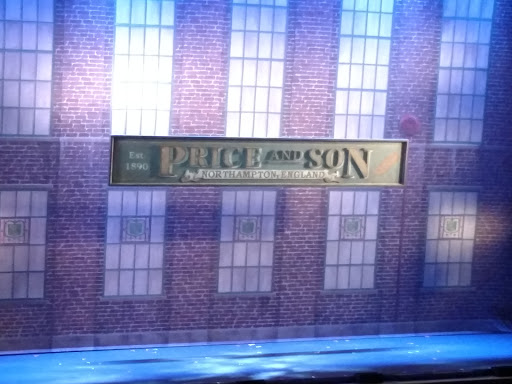 Est.
1890
PRICE AND SON
NORTHAMPTON, ENGLAND